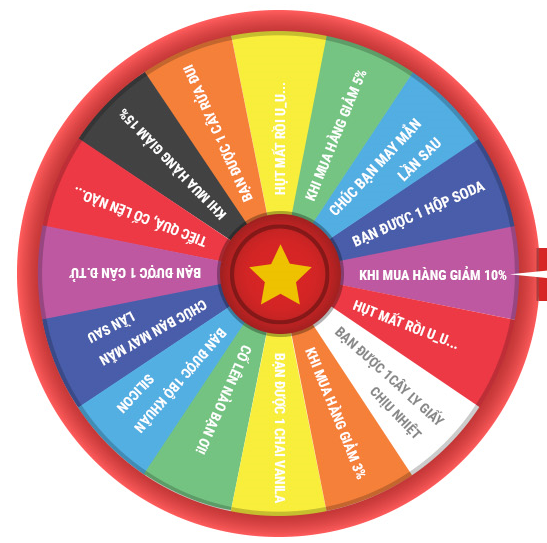 HỤT MẤT RỒI U_U...
KHI MUA HÀNG GIẢM 5%
CHÚC BẠN MAY MẮN
LẦN SAU
BẠN ĐƯỢC 1 HỘP SODA
KHI MUA HÀNG GIẢM 10%
HỤT MẤT RỒI U_U...
BẠN ĐƯỢC 1CÂY LY GIẤY
CHỊU NHIỆT
KHI MUA HÀNG GIẢM 3%
BẠN ĐƯỢC 1 CHAI VANILA
CỐ LÊN NÀO BẠN ƠI!
BẠN ĐƯỢC 1BỘ KHUÂN
SILICON
CHÚC BẠN MAY MẮN
LẦN SAU
BẠN ĐƯỢC 1 CÂN Đ.TỬ
TIẾC QUÁ, CỐ LÊN NÀO...
KHI MUA HÀNG GIẢM 15%
BẠN ĐƯỢC 1 CÂY RỬA ĐUI